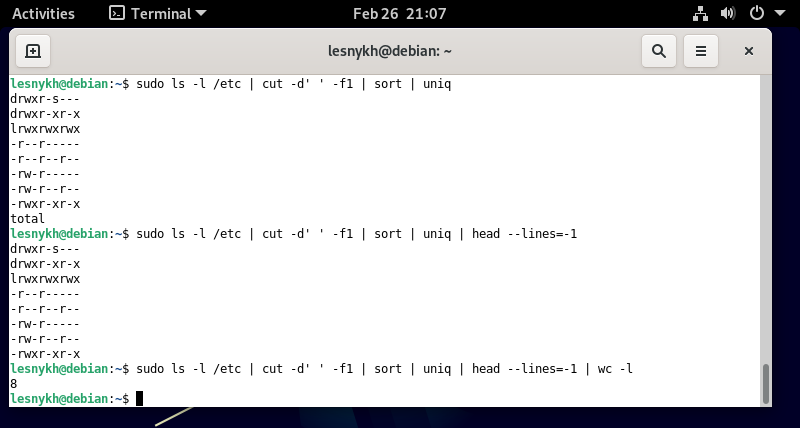 Activities Terminal Feb 26 21:07
lesnykh@debian: ~
lesnykh@debian:~$ sudo ls -l /etc | cut -d' ' -f1 | sort | uniq
drwxr-s---
drwxr-xr-x
lrwxrwxrwx
-r--r-----
-r--r--r--
-rw-r-----
-rw-r--r--
-rwxr-xr-x
total
lesnykh@debian:~$ sudo ls -l /etc | cut -d' ' -f1 | sort | uniq | head --lines=-1
drwxr-s---
drwxr-xr-x
lrwxrwxrwx
-r--r-----
-r--r--r--
-rw-r-----
-rw-r--r--
-rwxr-xr-x
lesnykh@debian:~$ sudo ls -l /etc | cut -d' ' -f1 | sort | uniq | head --lines=-1 | wc -l
8
lesnykh@debian:~$